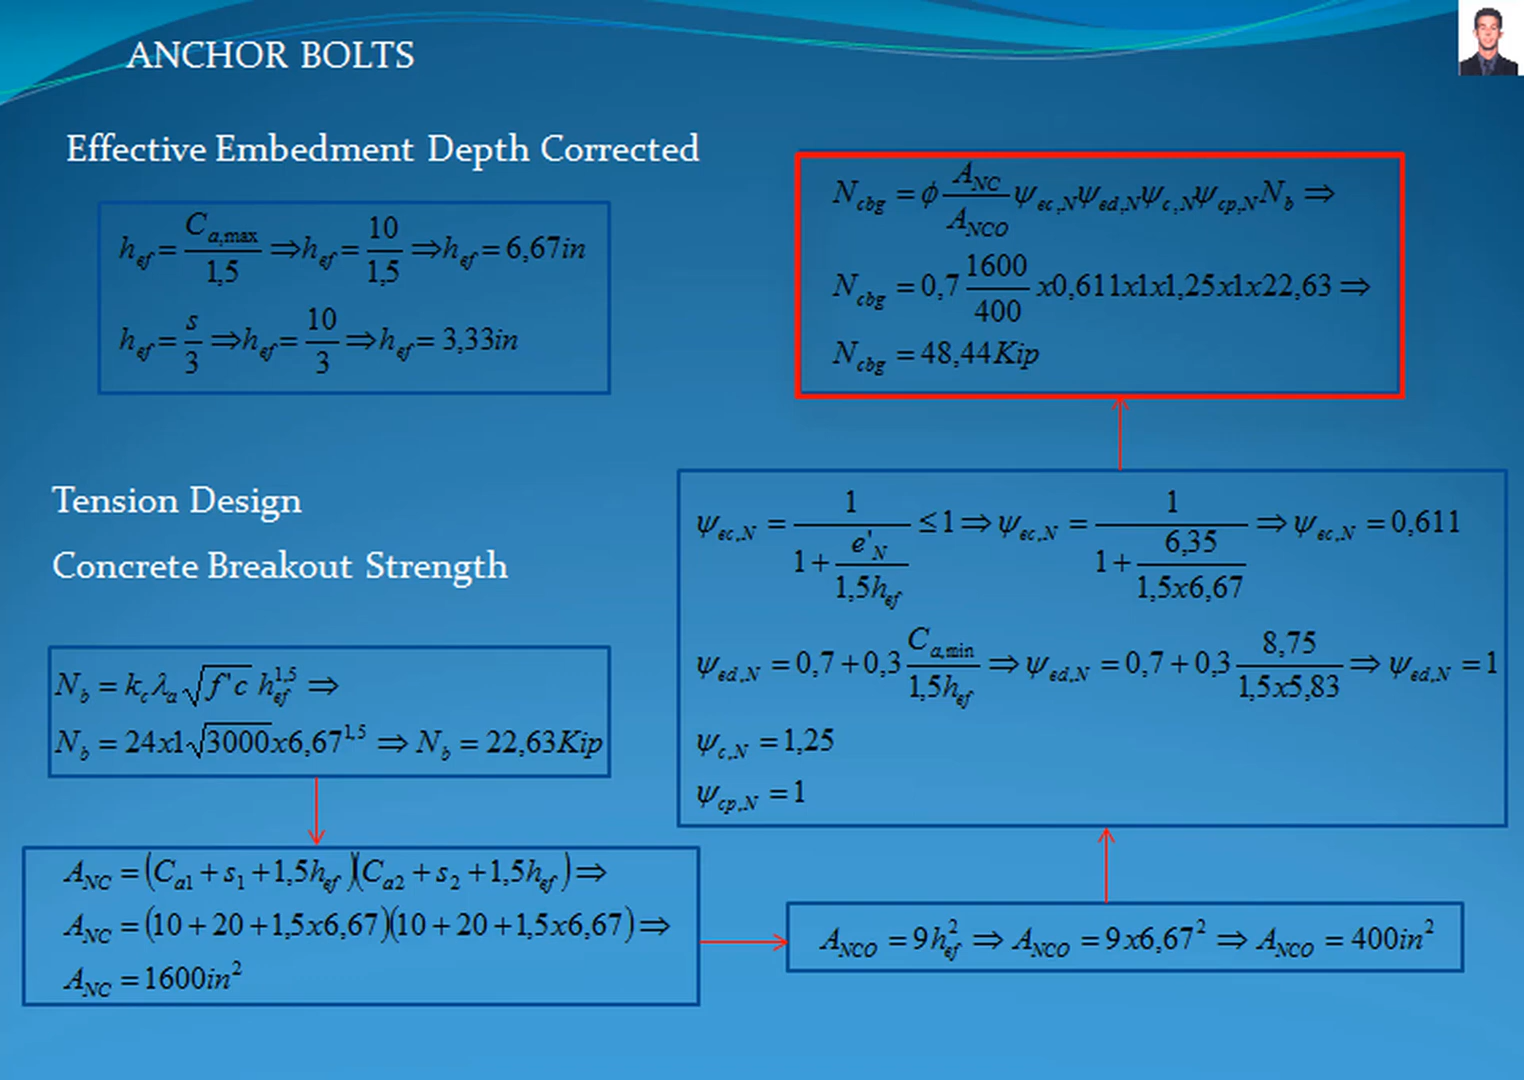 ANCHOR BOLTS
Effective Embedment Depth Corrected
h_ef = C_a,max / 1,5 ⇒ h_ef = 10 / 1,5 ⇒ h_ef = 6,67in
h_ef = s / 3 ⇒ h_ef = 10 / 3 ⇒ h_ef = 3,33in
N_cbg = ϕ A_NC / A_NCO ψ_ec,N ψ_ed,N ψ_c,N ψ_cp,N N_b ⇒
N_cbg = 0,7 1600 / 400 x0,611x1x1,25x1x22,63 ⇒
N_cbg = 48,44Kip
Tension Design
Concrete Breakout Strength
N_b = k_c λ_a √f'c h_ef^1,5 ⇒
N_b = 24x1√3000x6,67^1,5 ⇒ N_b = 22,63Kip
A_NC = (C_a1 + s_1 + 1,5h_ef)(C_a2 + s_2 + 1,5h_ef) ⇒
A_NC = (10 + 20 + 1,5x6,67)(10 + 20 + 1,5x6,67) ⇒
A_NC = 1600in^2
A_NCO = 9h_ef^2 ⇒ A_NCO = 9x6,67^2 ⇒ A_NCO = 400in^2
ψ_ec,N = 1 / (1 + e'_N / 1,5h_ef) ≤ 1 ⇒ ψ_ec,N = 1 / (1 + 6,35 / 1,5x6,67) ⇒ ψ_ec,N = 0,611
ψ_ed,N = 0,7 + 0,3 C_a,min / 1,5h_ef ⇒ ψ_ed,N = 0,7 + 0,3 8,75 / 1,5x5,83 ⇒ ψ_ed,N = 1
ψ_c,N = 1,25
ψ_cp,N = 1